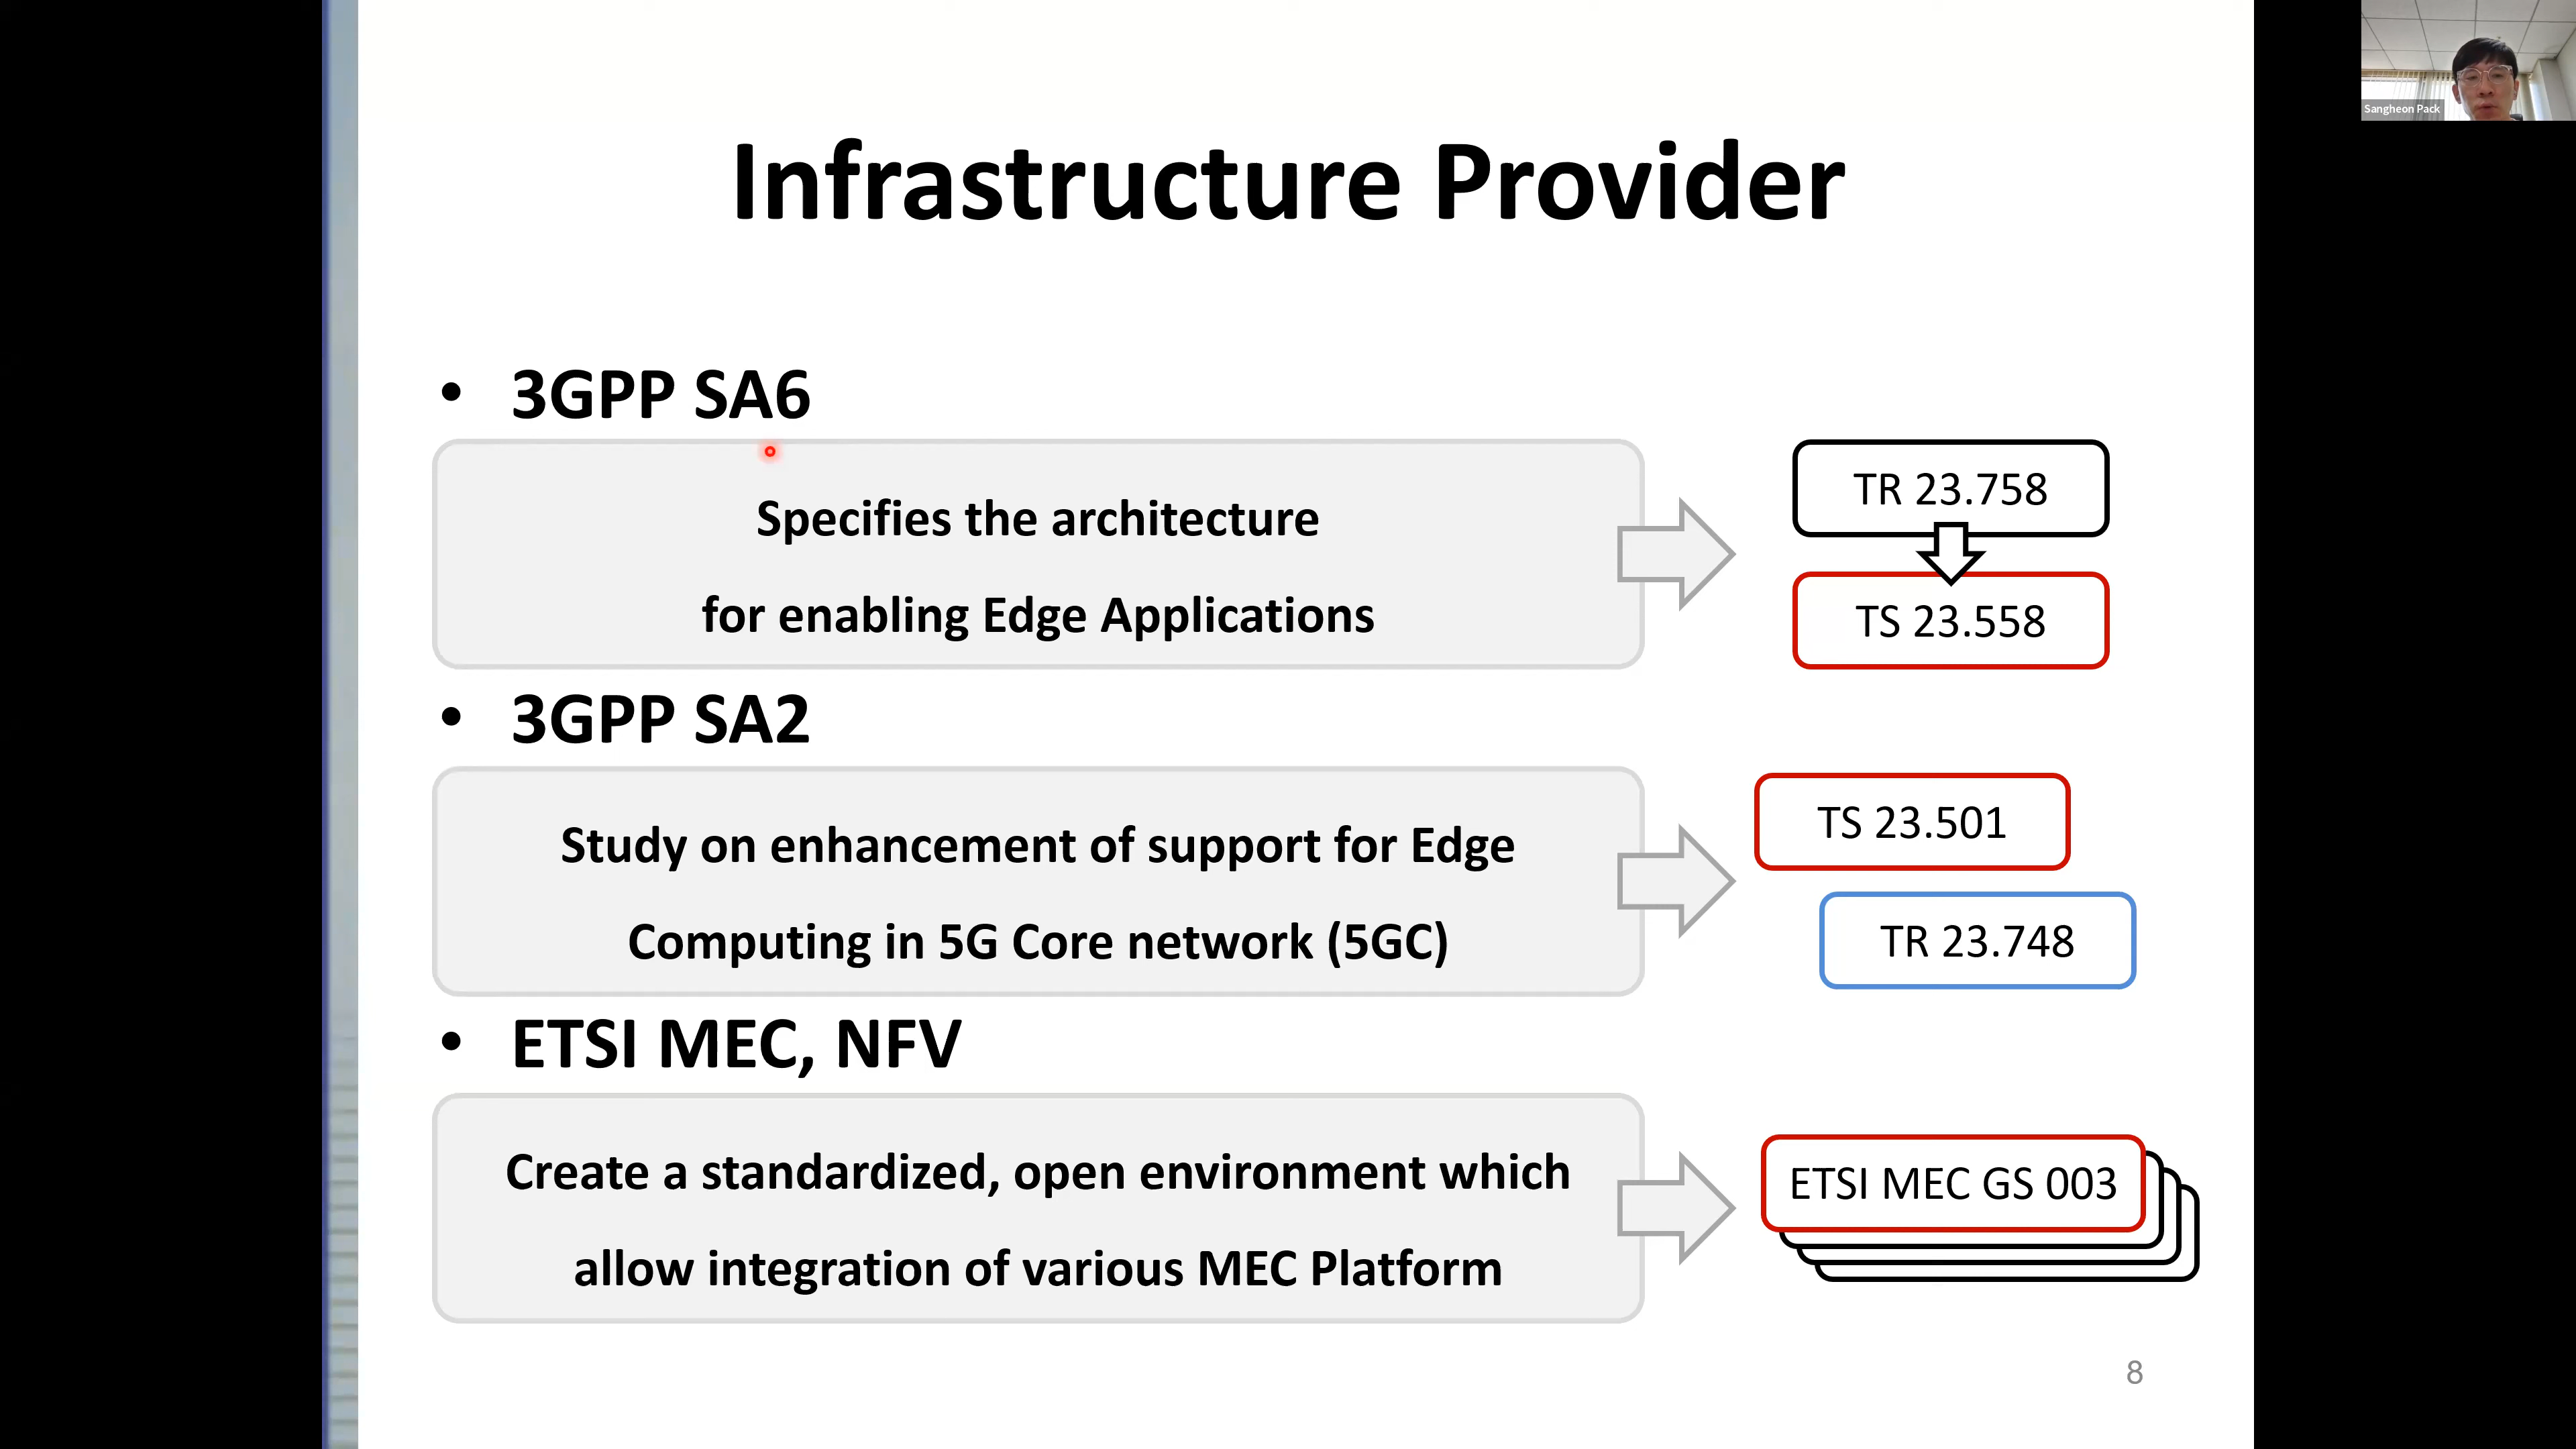 Sangheon Pack
Infrastructure Provider
• 3GPP SA6
Specifies the architecture
for enabling Edge Applications
TR 23.758
TS 23.558
• 3GPP SA2
Study on enhancement of support for Edge
Computing in 5G Core network (5GC)
TS 23.501
TR 23.748
• ETSI MEC, NFV
Create a standardized, open environment which
allow integration of various MEC Platform
ETSI MEC GS 003
8